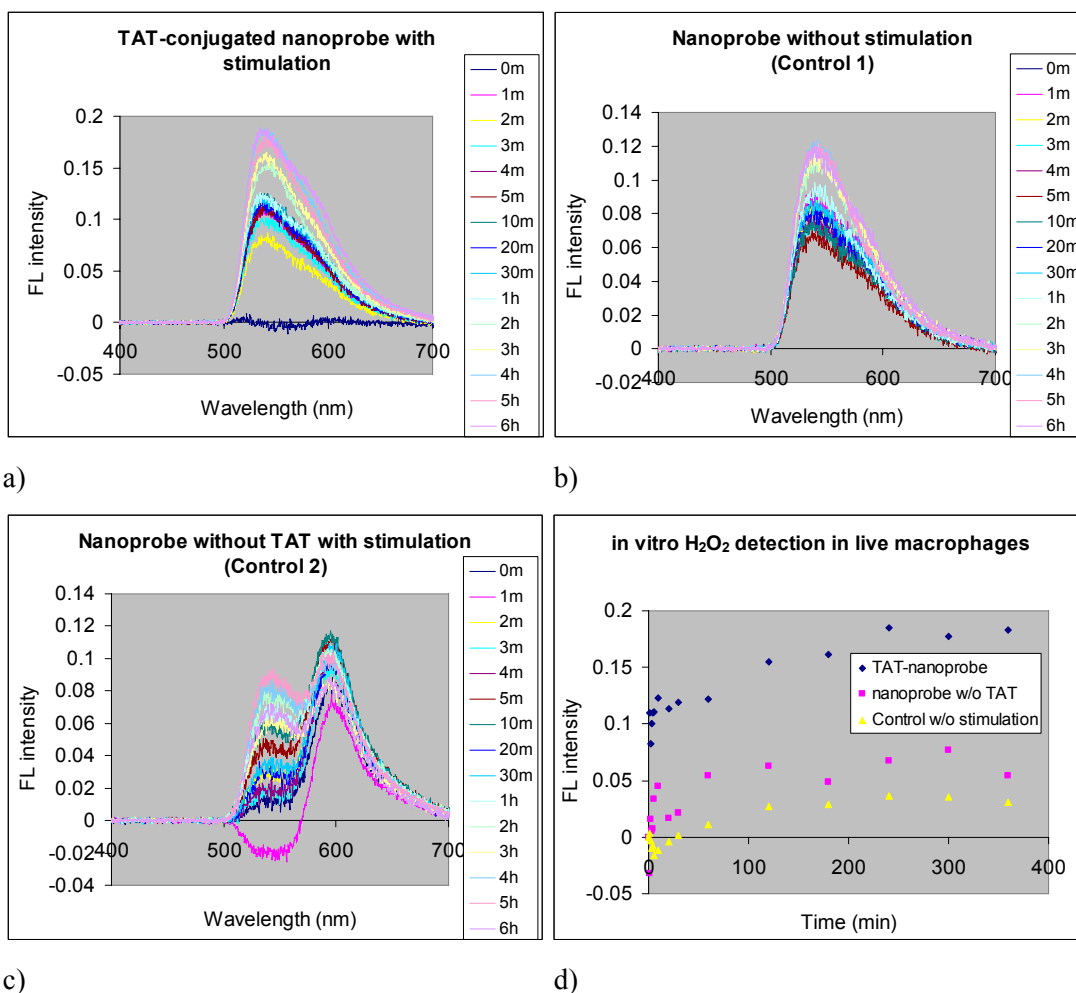 TAT-conjugated nanoprobe with
stimulation
FL intensity
0.2
0.15
0.1
0.05
0
-0.05
400
500
600
700
Wavelength (nm)
0m
1m
2m
3m
4m
5m
10m
20m
30m
1h
2h
3h
4h
5h
6h
a)
Nanoprobe without stimulation
(Control 1)
FL intensity
0.14
0.12
0.1
0.08
0.06
0.04
0.02
0
-0.02
400
500
600
700
Wavelength (nm)
0m
1m
2m
3m
4m
5m
10m
20m
30m
1h
2h
3h
4h
5h
6h
b)
Nanoprobe without TAT with stimulation
(Control 2)
FL intensity
0.14
0.12
0.1
0.08
0.06
0.04
0.02
0
-0.02
-0.04
400
500
600
700
Wavelength (nm)
0m
1m
2m
3m
4m
5m
10m
20m
30m
1h
2h
3h
4h
5h
6h
c)
in vitro H₂O₂ detection in live macrophages
FL intensity
0.2
0.15
0.1
0.05
0
-0.05
0
100
200
300
400
Time (min)
TAT-nanoprobe
nanoprobe w/o TAT
Control w/o stimulation
d)